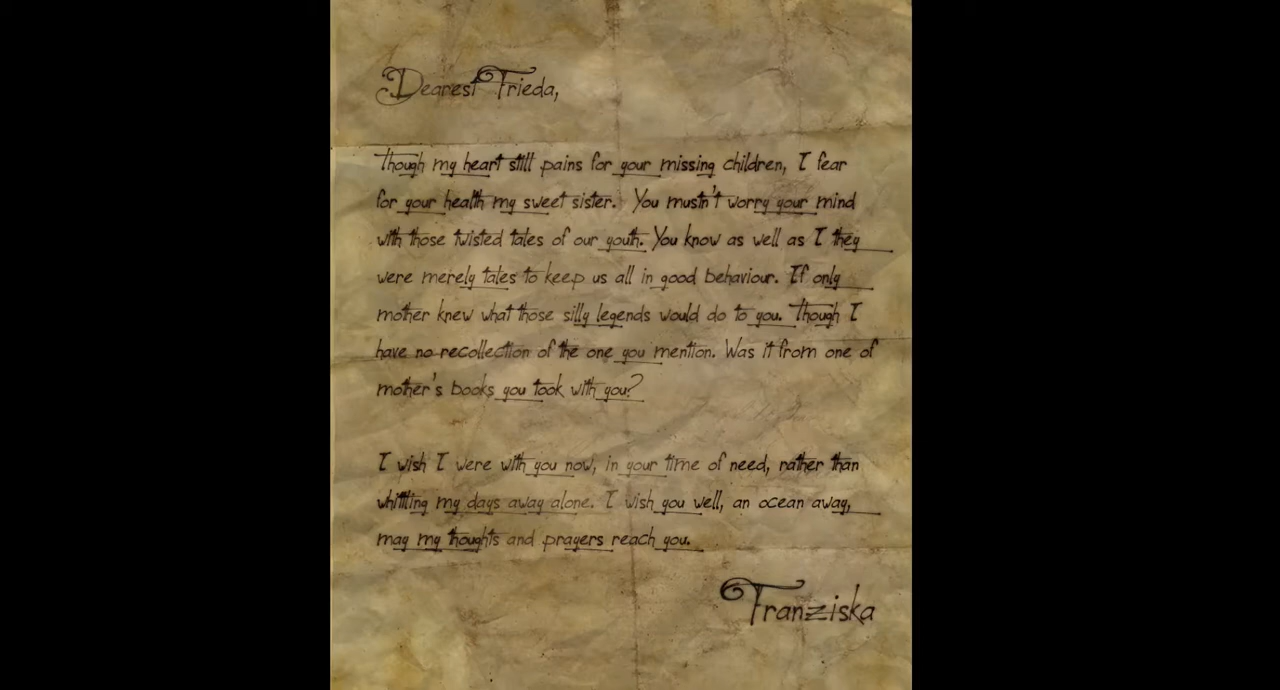 Dearest Frieda,
Though my heart still pains for your missing children, I fear
for your health my sweet sister. You mustn't worry your mind
with those twisted tales of our youth. You know as well as I they
were merely tales to keep us all in good behaviour. If only
mother knew what those silly legends would do to you. Though I
have no recollection of the one you mention. Was it from one of
mother's books you took with you?
I wish I were with you now, in your time of need, rather than
whittling my days away alone. I wish you well, an ocean away,
may my thoughts and prayers reach you.
Franziska